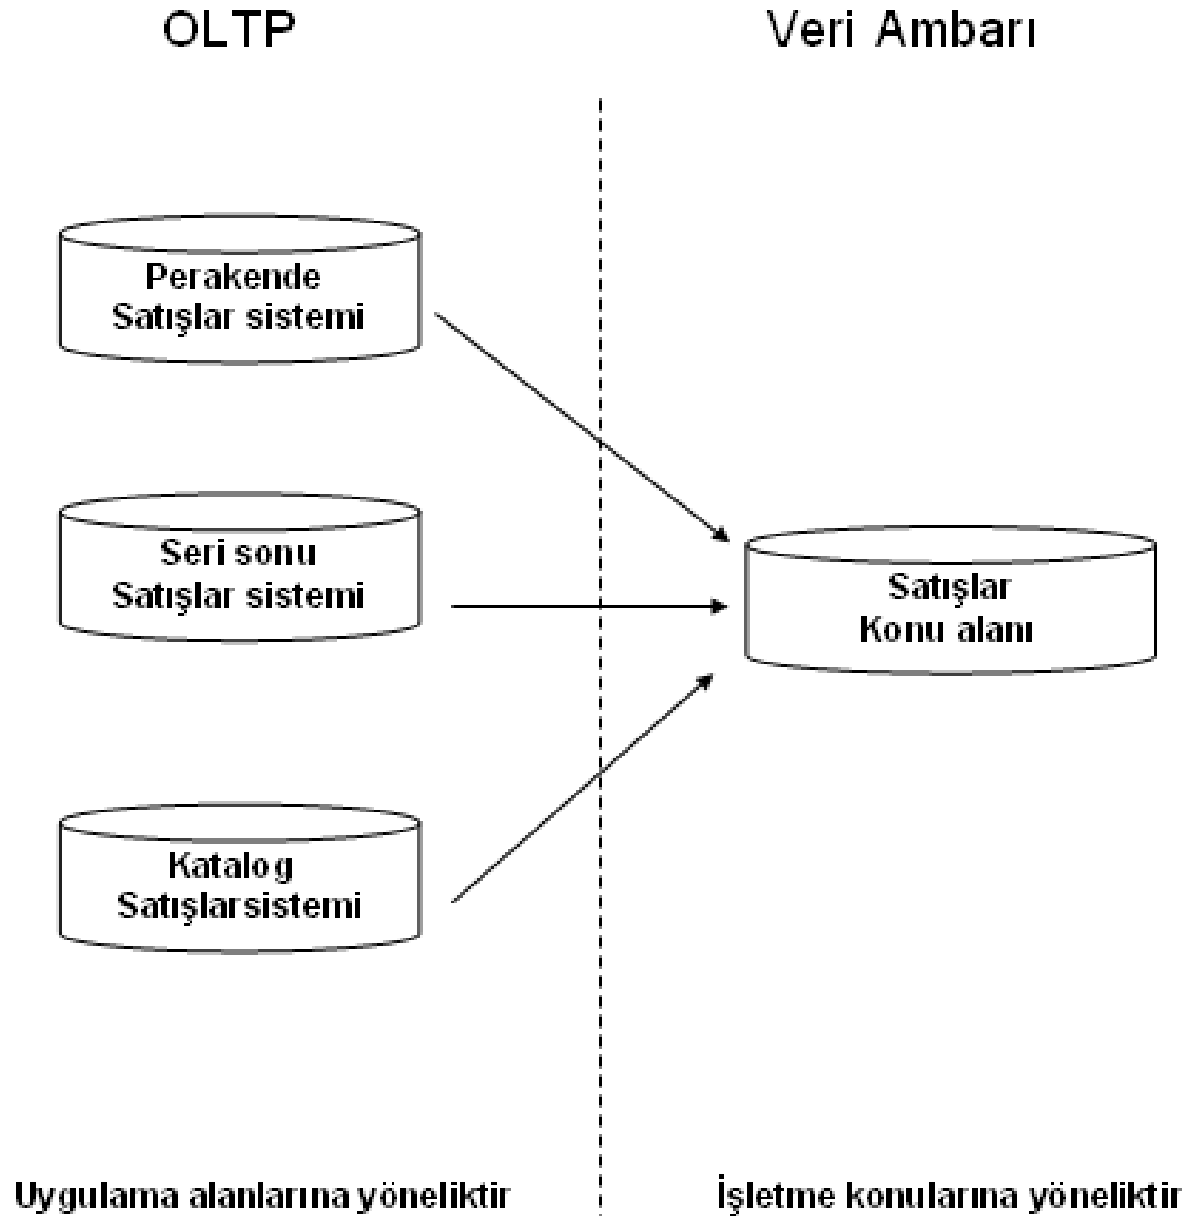 OLTP
Veri Ambarı
Perakende
Satışlar sistemi
Seri sonu
Satışlar sistemi
Katalog
Satışlarsistemi
Satışlar
Konu alanı
Uygulama alanlarına yöneliktir
İşletme konularına yöneliktir